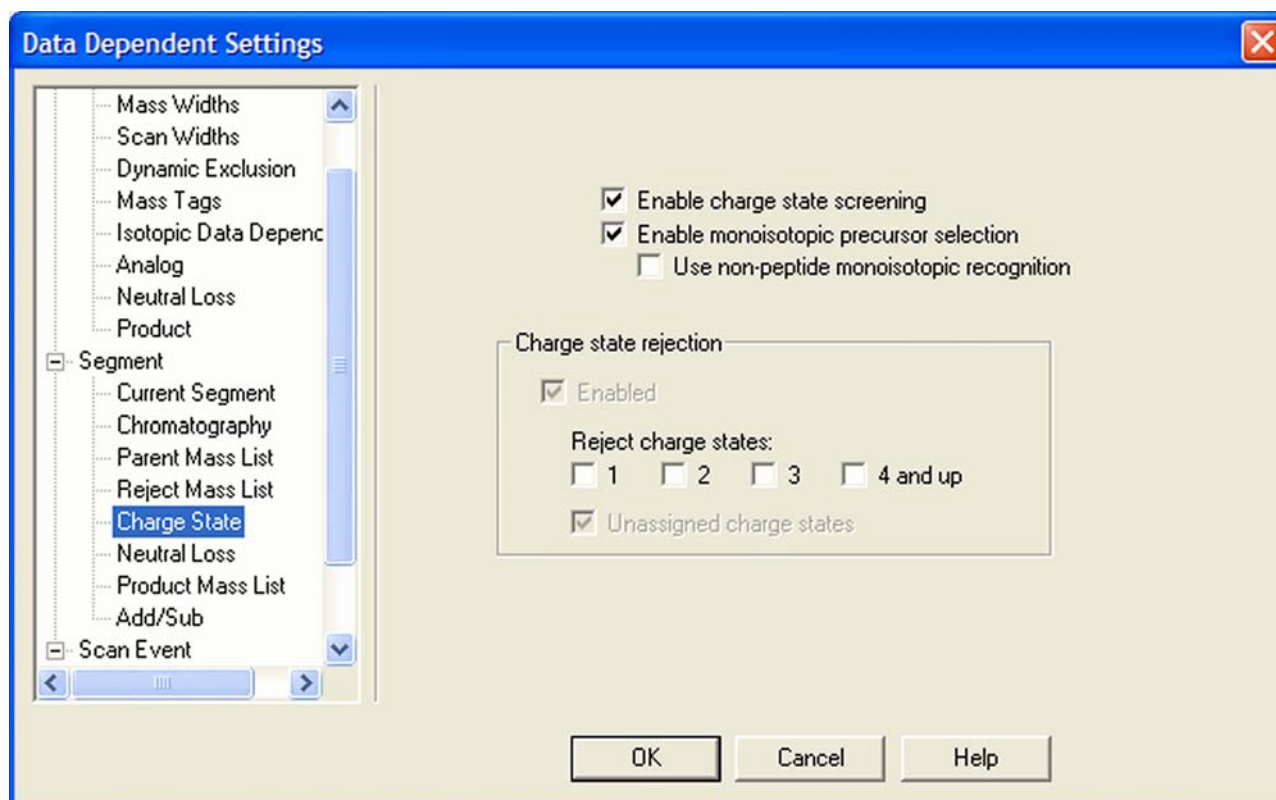 Data Dependent Settings
Mass Widths
Scan Widths
Dynamic Exclusion
Mass Tags
Isotopic Data Depenc
Analog
Neutral Loss
Product
Segment
Current Segment
Chromatography
Parent Mass List
Reject Mass List
Charge State
Neutral Loss
Product Mass List
Add/Sub
Scan Event
Enable charge state screening
Enable monoisotopic precursor selection
Use non-peptide monoisotopic recognition
Charge state rejection
Enabled
Reject charge states:
1 2 3 4 and up
Unassigned charge states
OK Cancel Help